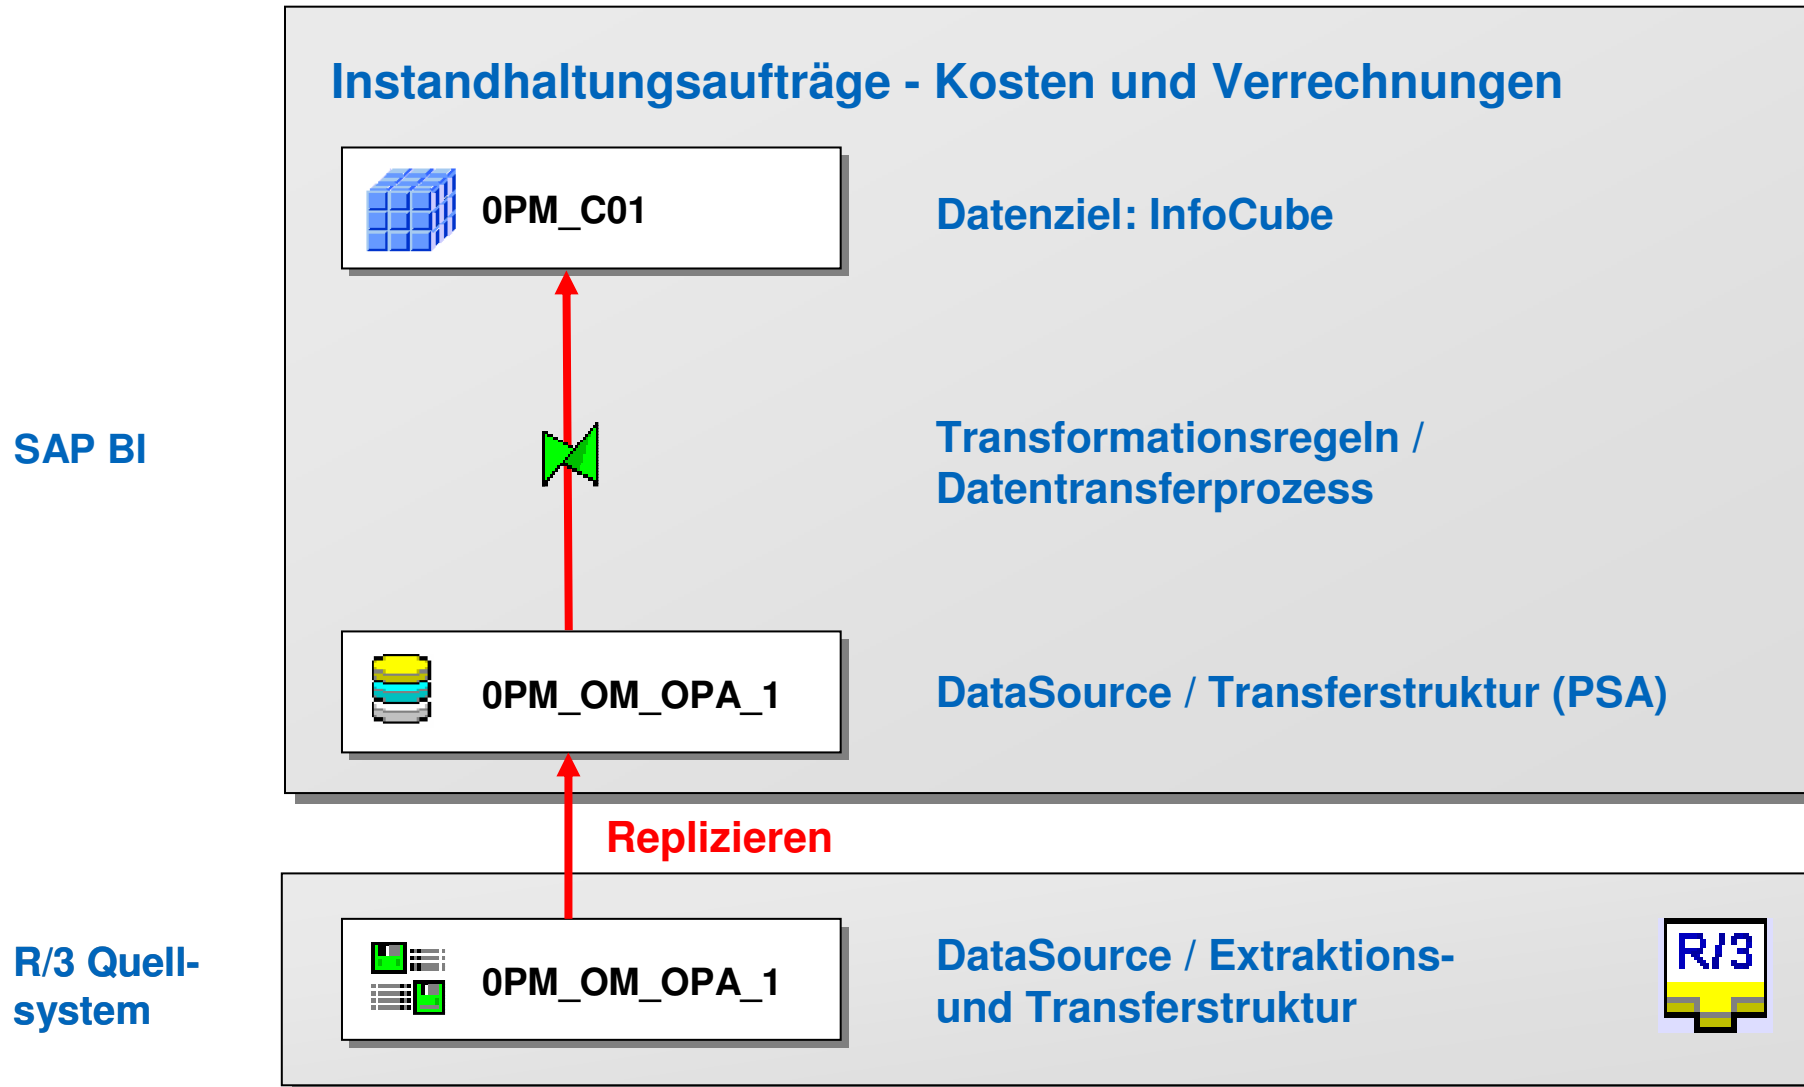 Instandhaltungsaufträge - Kosten und Verrechnungen
0PM_C01
Datenziel: InfoCube
SAP BI
Transformationsregeln /
Datentransferprozess
0PM_OM_OPA_1
DataSource / Transferstruktur (PSA)
Replizieren
R/3 Quell-
system
0PM_OM_OPA_1
DataSource / Extraktions-
und Transferstruktur
R/3